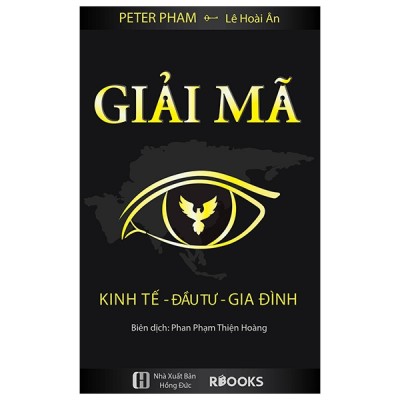 PETER PHAM Lê Hoài Ân
GIẢI MÃ
KINH TẾ - ĐẦU TƯ - GIA ĐÌNH
Biên dịch: Phan Phạm Thiện Hoàng
Nhà Xuất Bản
Hồng Đức
RBOOKS